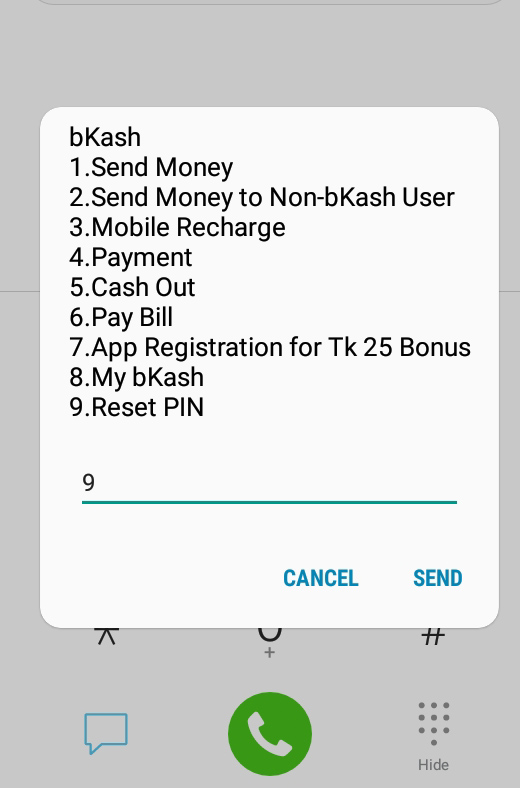 bKash
1.Send Money
2.Send Money to Non-bKash User
3.Mobile Recharge
4.Payment
5.Cash Out
6.Pay Bill
7.App Registration for Tk 25 Bonus
8.My bKash
9.Reset PIN
9
CANCEL SEND
* 0 #
+
Hide